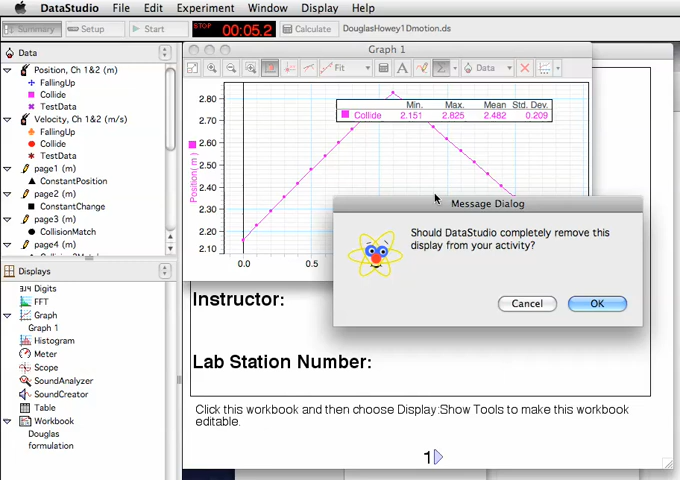 DataStudio File Edit Experiment Window Display Help
Summary Setup Start STOP 00:05.2 Calculate DouglasHowey1Dmotion.ds
Data
Position, Ch 1&2 (m)
FallingUp
Collide
TestData
Velocity, Ch 1&2 (m/s)
FallingUp
Collide
TestData
page1 (m)
ConstantPosition
page2 (m)
ConstantChange
page3 (m)
CollisionMatch
page4 (m)
Displays
3.14 Digits
FFT
Graph
Graph 1
Histogram
Meter
Scope
SoundAnalyzer
SoundCreator
Table
Workbook
Douglas
formulation
Graph 1
Fit A Σ Data
2.80
2.70
2.60
2.50
2.40
2.30
2.20
2.10
Position( m )
0.0 0.5
Min. Max. Mean Std. Dev.
Collide 2.151 2.825 2.482 0.209
Message Dialog
Should DataStudio completely remove this
display from your activity?
Cancel OK
Instructor:
Lab Station Number:
Click this workbook and then choose Display:Show Tools to make this workbook
editable.
1